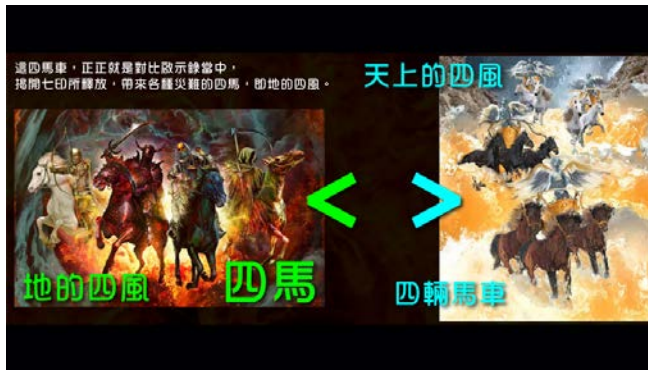 這四馬車，正正就是對比啟示錄當中，
揭開七印所釋放，帶來各種災難的四馬，即地的四風。
天上的四風
< >
地的四風
四馬
四輛馬車